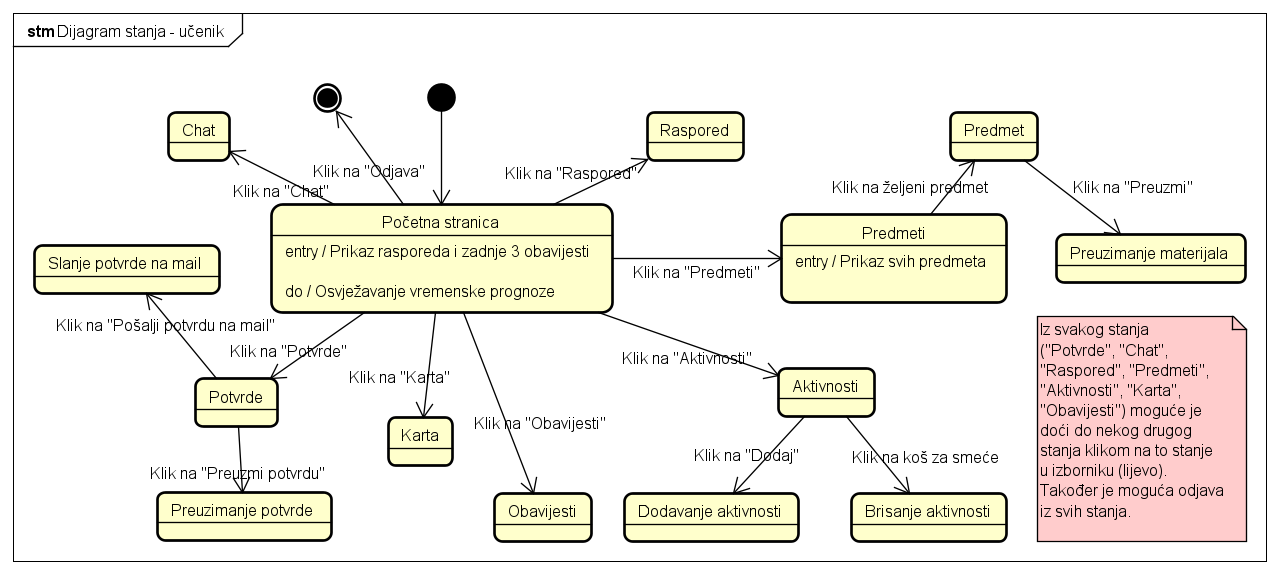 stm Dijagram stanja - učenik
Chat
Raspored
Predmet
Klik na "Odjava"
Klik na "Chat"
Klik na "Raspored"
Klik na željeni predmet
Klik na "Preuzmi"
Početna stranica
entry / Prikaz rasporeda i zadnje 3 obavijesti
do / Osvježavanje vremenske prognoze
Predmeti
entry / Prikaz svih predmeta
Preuzimanje materijala
Slanje potvrde na mail
Klik na "Predmeti"
Klik na "Pošalji potvrdu na mail"
Klik na "Potvrde"
Klik na "Karta"
Klik na "Aktivnosti"
Potvrde
Karta
Aktivnosti
Klik na "Obavijesti"
Klik na "Preuzmi potvrdu"
Klik na "Dodaj"
Klik na koš za smeće
Preuzimanje potvrde
Obavijesti
Dodavanje aktivnosti
Brisanje aktivnosti
Iz svakog stanja
("Potvrde", "Chat",
"Raspored", "Predmeti",
"Aktivnosti", "Karta",
"Obavijesti") moguće je
doći do nekog drugog
stanja klikom na to stanje
u izborniku (lijevo).
Također je moguća odjava
iz svih stanja.